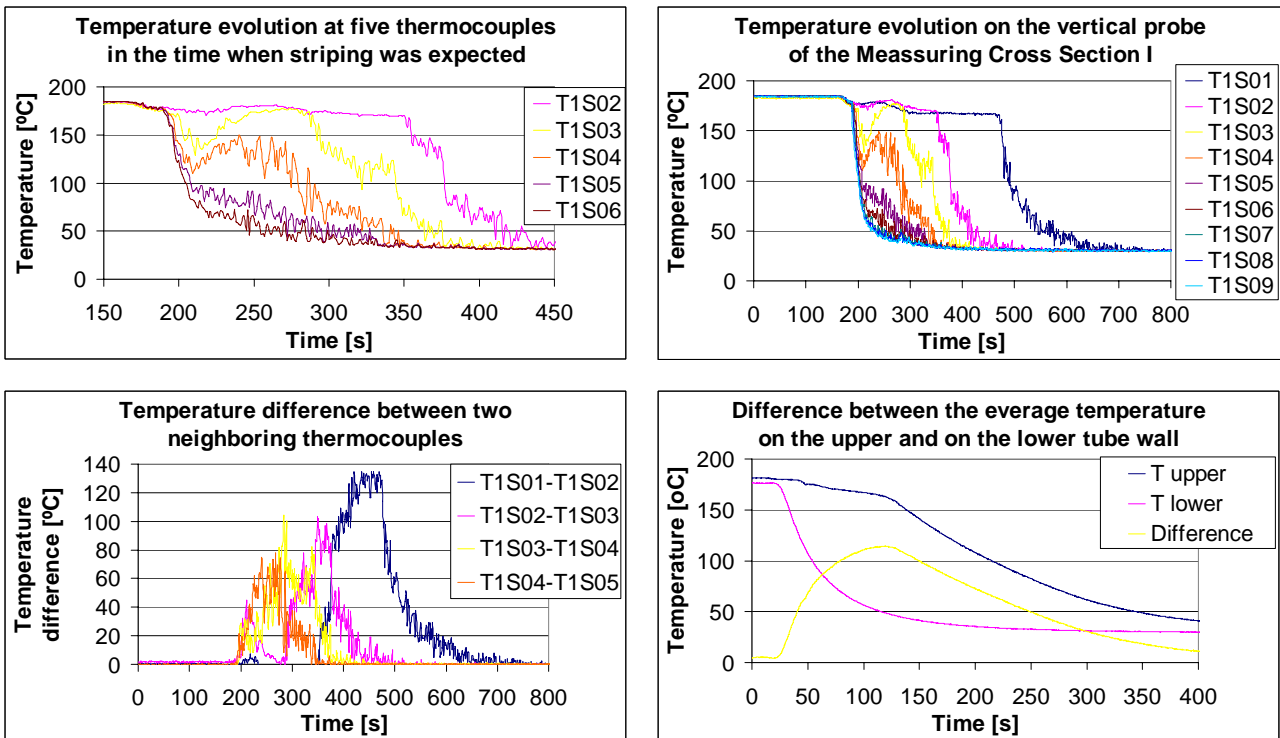 Temperature evolution at five thermocouples
in the time when striping was expected
200
150
100
50
0
Temperature [ºC]
150 200 250 300 350 400 450
Time [s]
T1S02
T1S03
T1S04
T1S05
T1S06
Temperature evolution on the vertical probe
of the Meassuring Cross Section I
200
150
100
50
0
Temperature [ºC]
0 100 200 300 400 500 600 700 800
Time [s]
T1S01
T1S02
T1S03
T1S04
T1S05
T1S06
T1S07
T1S08
T1S09
Temperature difference between two
neighboring thermocouples
140
120
100
80
60
40
20
0
Temperature
difference [ºC]
0 100 200 300 400 500 600 700 800
Time [s]
T1S01-T1S02
T1S02-T1S03
T1S03-T1S04
T1S04-T1S05
Difference between the everage temperature
on the upper and on the lower tube wall
200
150
100
50
0
Temperature [oC]
0 50 100 150 200 250 300 350 400
Time [s]
T upper
T lower
Difference